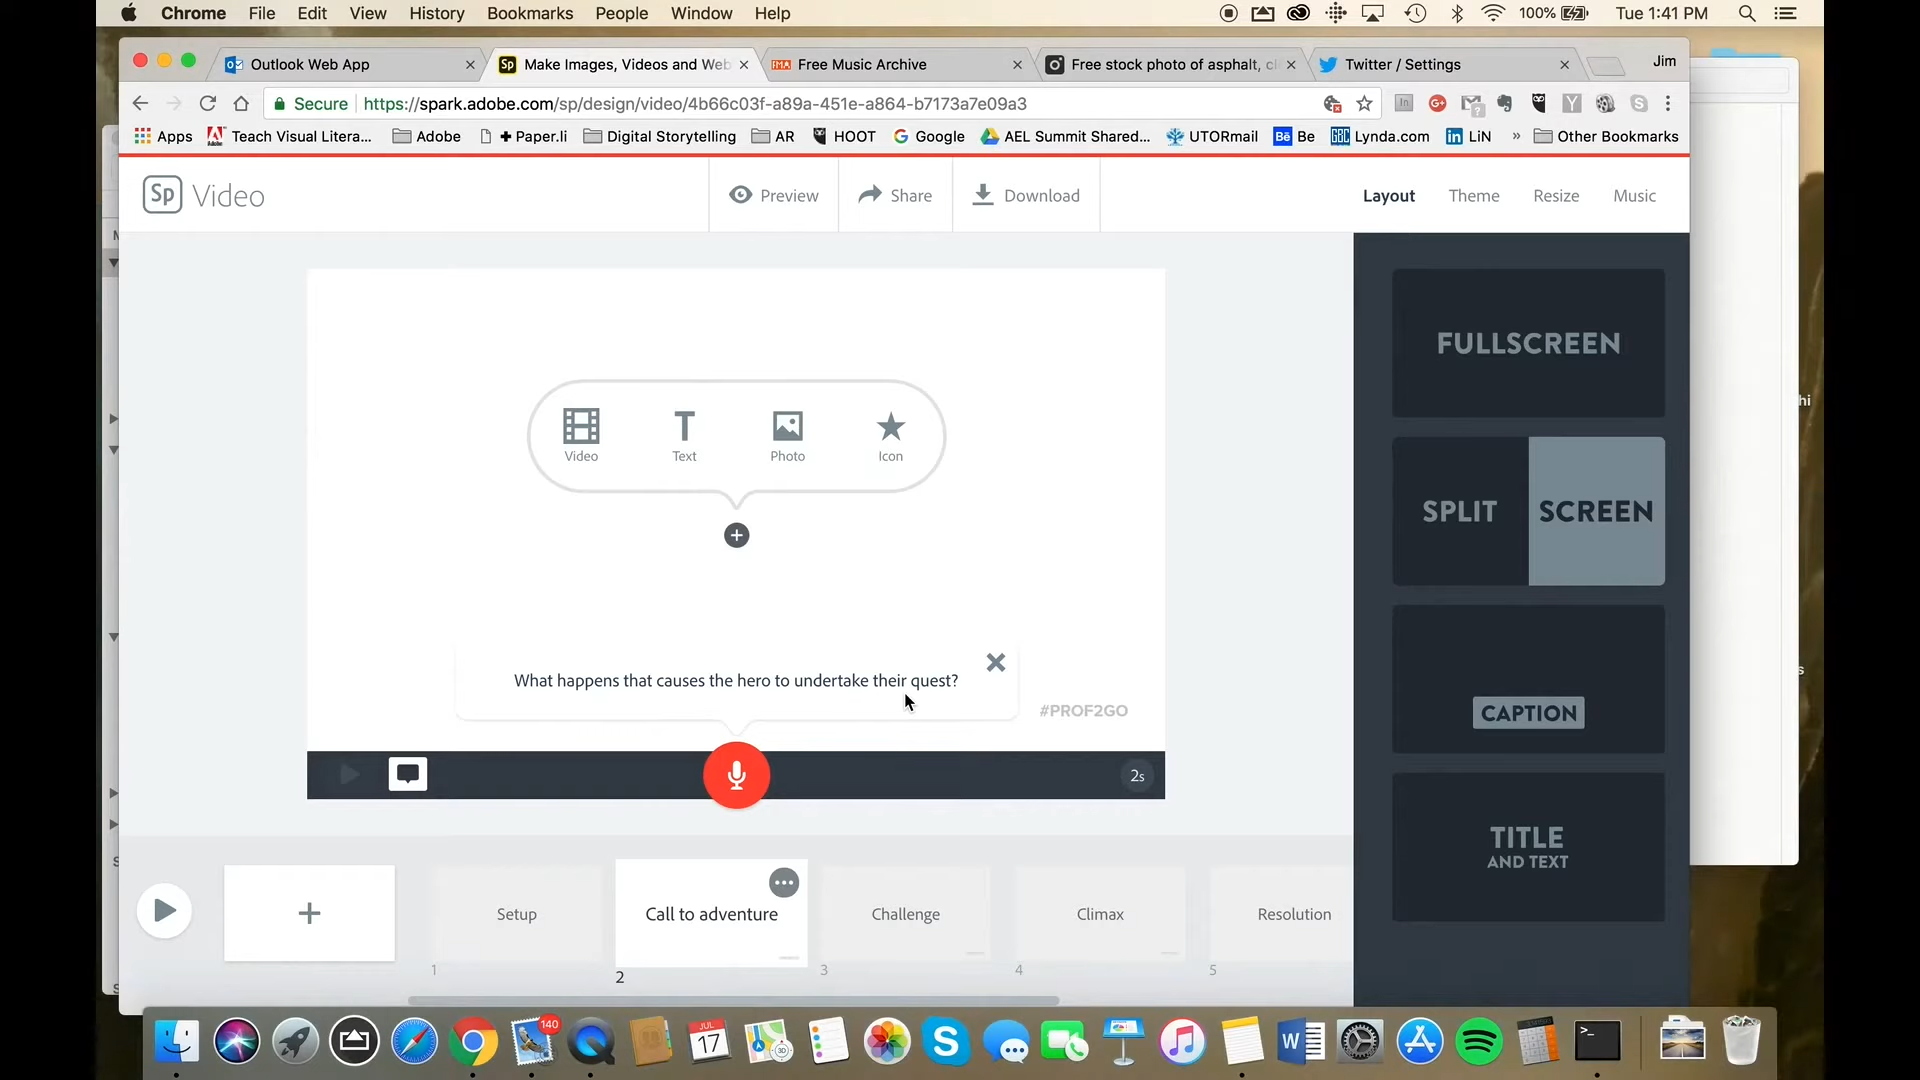 Chrome File Edit View History Bookmarks People Window Help
100% Tue 1:41 PM
Outlook Web App
Make Images, Videos and Web
Free Music Archive
Free stock photo of asphalt, cl
Twitter / Settings
Jim
Secure https://spark.adobe.com/sp/design/video/4b66c03f-a89a-451e-a864-b7173a7e09a3
Apps Teach Visual Litera... Adobe + Paper.li Digital Storytelling AR HOOT Google AEL Summit Shared... UTORmail Bē Be Lynda.com LiN » Other Bookmarks
Sp Video
Preview Share Download
Layout Theme Resize Music
FULLSCREEN
Video Text Photo Icon
SPLIT SCREEN
What happens that causes the hero to undertake their quest?
#PROF2GO
CAPTION
2s
TITLE
AND TEXT
Setup Call to adventure Challenge Climax Resolution
1 2 3 4 5
140
JUL
17